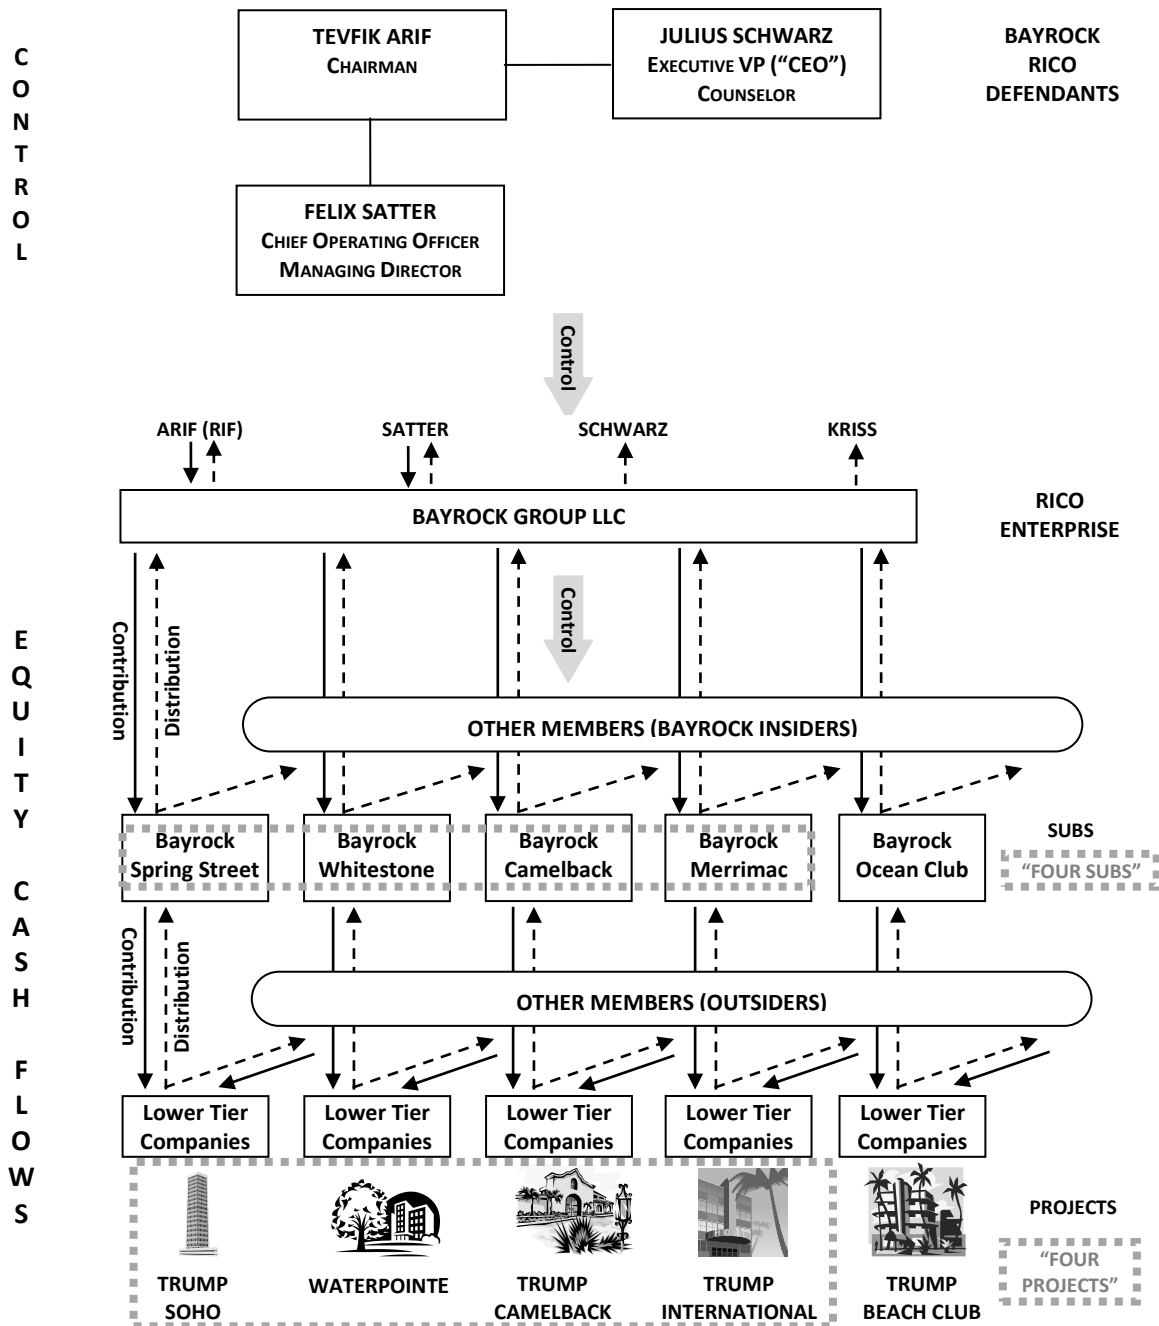 CONTROL
TEVFIK ARIF
CHAIRMAN
JULIUS SCHWARZ
EXECUTIVE VP (“CEO”)
COUNSELOR
BAYROCK
RICO
DEFENDANTS
FELIX SATTER
CHIEF OPERATING OFFICER
MANAGING DIRECTOR
Control
ARIF (RIF)
SATTER
SCHWARZ
KRISS
BAYROCK GROUP LLC
RICO
ENTERPRISE
EQUITY CASH FLOWS
Contribution
Distribution
Control
OTHER MEMBERS (BAYROCK INSIDERS)
Bayrock
Spring Street
Bayrock
Whitestone
Bayrock
Camelback
Bayrock
Merrimac
Bayrock
Ocean Club
SUBS
“FOUR SUBS”
Contribution
Distribution
OTHER MEMBERS (OUTSIDERS)
Lower Tier
Companies
Lower Tier
Companies
Lower Tier
Companies
Lower Tier
Companies
Lower Tier
Companies
TRUMP
SOHO
WATERPOINTE
TRUMP
CAMELBACK
TRUMP
INTERNATIONAL
TRUMP
BEACH CLUB
PROJECTS
“FOUR
PROJECTS”